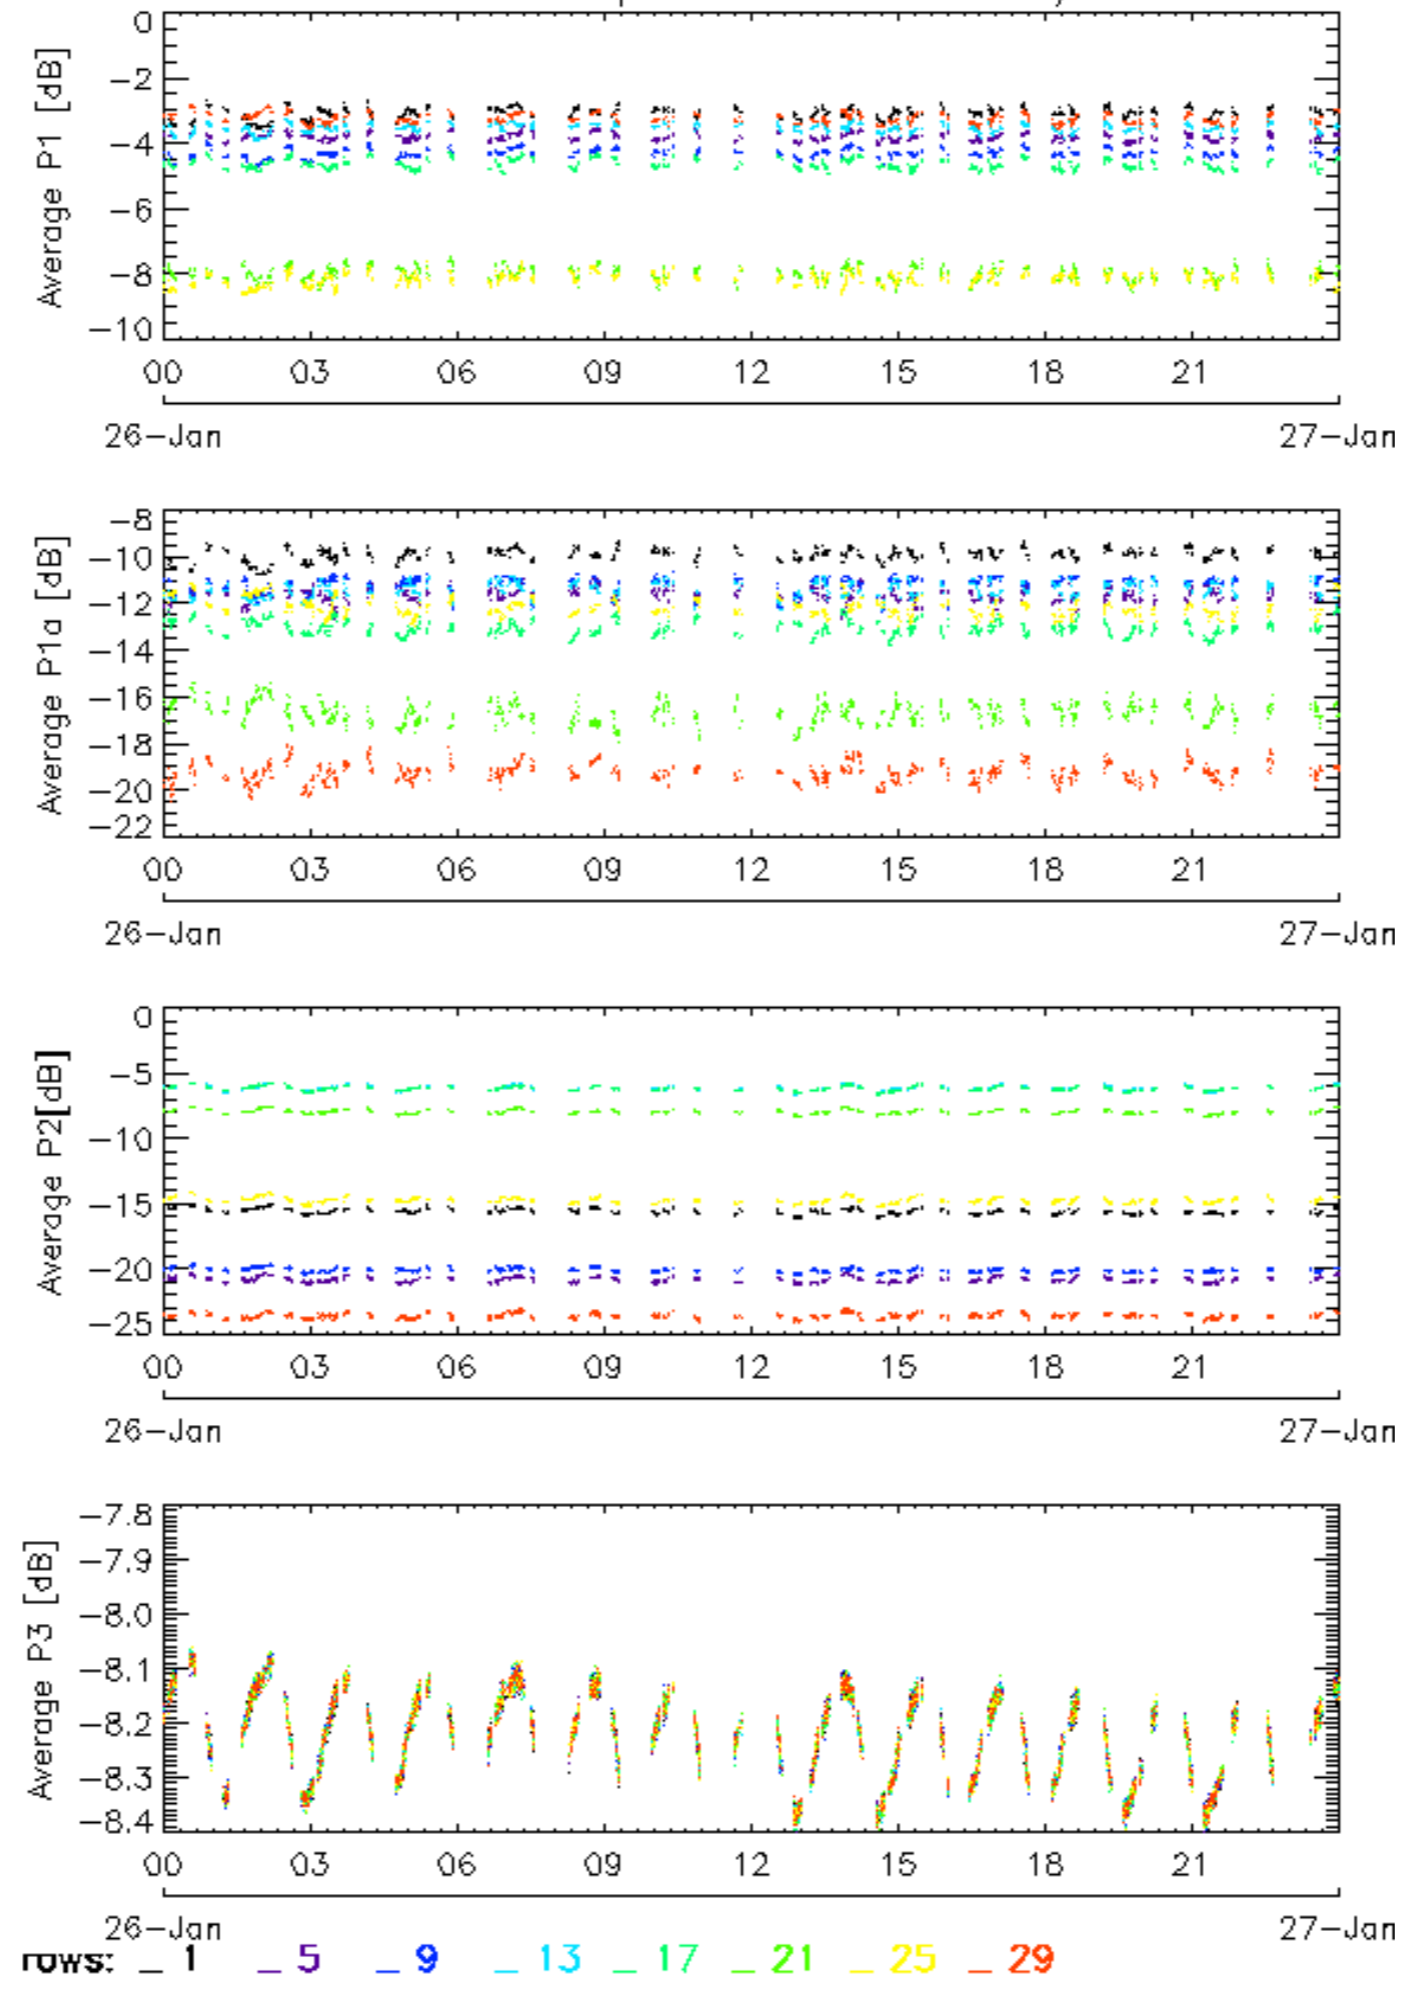 0
−2
−4
−6
−8
−10
Average P1 [dB]
00 03 06 09 12 15 18 21
26−Jan 27−Jan
−8
−10
−12
−14
−16
−18
−20
−22
Average P1a [dB]
00 03 06 09 12 15 18 21
26−Jan 27−Jan
0
−5
−10
−15
−20
−25
Average P2[dB]
00 03 06 09 12 15 18 21
26−Jan 27−Jan
−7.8
−7.9
−8.0
−8.1
−8.2
−8.3
−8.4
Average P3 [dB]
00 03 06 09 12 15 18 21
26−Jan 27−Jan
rows: _ 1 _ 5 _ 9 _ 13 _ 17 _ 21 _ 25 _ 29